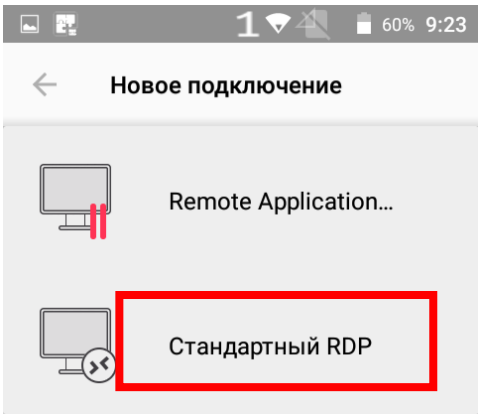 1 60% 9:23
Новое подключение
Remote Application...
Стандартный RDP